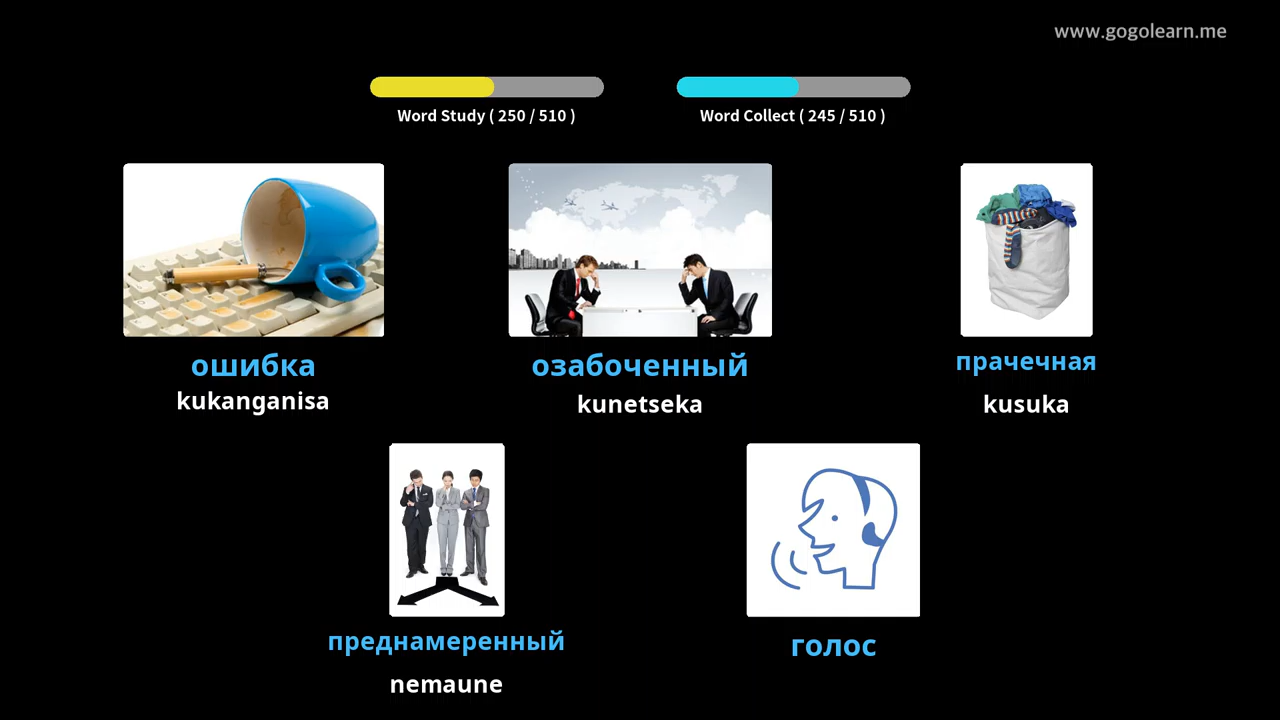 www.gogolearn.me
Word Study ( 250 / 510 )
Word Collect ( 245 / 510 )
ошибка
kukanganisa
озабоченный
kunetseka
прачечная
kusuka
преднамеренный
nemaune
голос